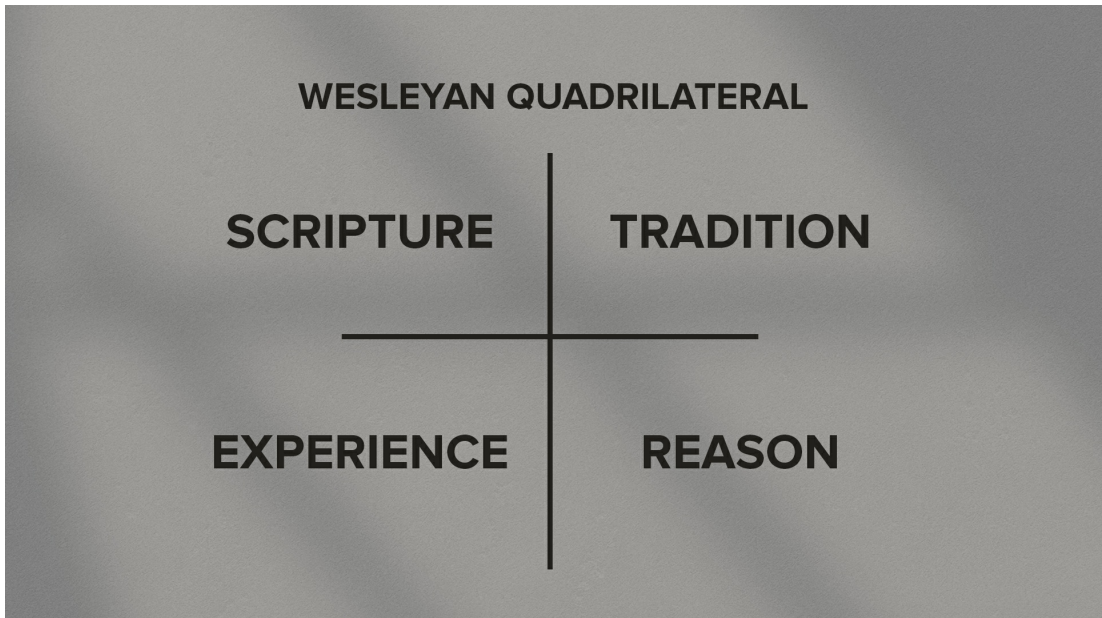 WESLEYAN QUADRILATERAL
SCRIPTURE
TRADITION
EXPERIENCE
REASON